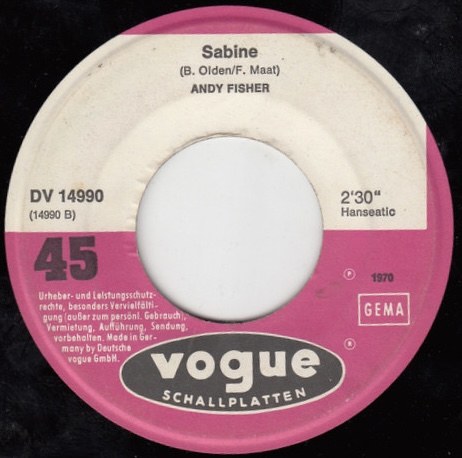 Sabine
(B. Olden/F. Maat)
ANDY FISHER
DV 14990
(14990 B)
2'30"
Hanseatic
45
Ⓟ 1970
GEMA
Urheber- und Leistungsschutz-
rechte, besonders Vervielfälti-
gung (außer zum persönl. Gebrauch),
Vermietung, Aufführung, Sendung,
vorbehalten. Made in Ger-
many by Deutsche
vogue GmbH.
®
vogue
SCHALLPLATTEN